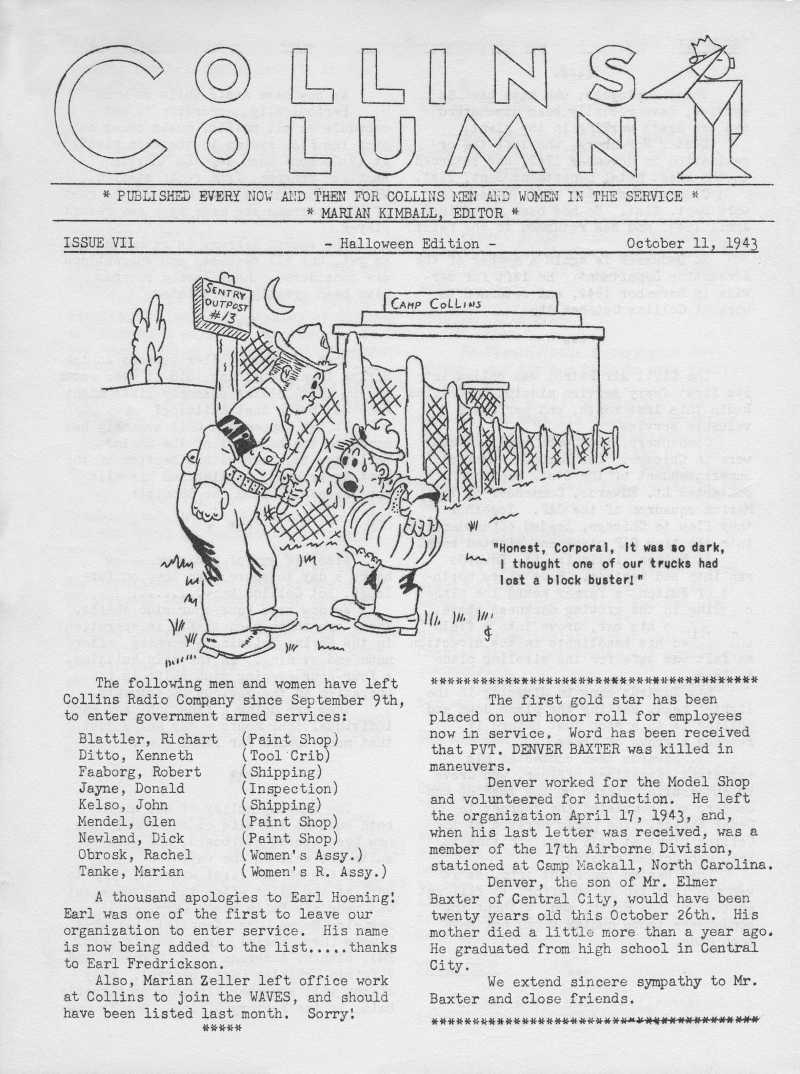 COLLINS
COLUMN
* PUBLISHED EVERY NOW AND THEN FOR COLLINS MEN AND WOMEN IN THE SERVICE *
* MARIAN KIMBALL, EDITOR *
ISSUE VII - Halloween Edition - October 11, 1943
SENTRY
OUTPOST
#13
CAMP COLLINS
"Honest, Corporal, it was so dark,
I thought one of our trucks had
lost a block buster!"
The following men and women have left
Collins Radio Company since September 9th,
to enter government armed services:
Blattler, Richart (Paint Shop)
Ditto, Kenneth (Tool Crib)
Faaborg, Robert (Shipping)
Jayne, Donald (Inspection)
Kelso, John (Shipping)
Mendel, Glen (Paint Shop)
Newland, Dick (Paint Shop)
Obrosk, Rachel (Women's Assy.)
Tanke, Marian (Women's R. Assy.)
A thousand apologies to Earl Hoening!
Earl was one of the first to leave our
organization to enter service. His name
is now being added to the list.....thanks
to Earl Fredrickson.
Also, Marian Zeller left office work
at Collins to join the WAVES, and should
have been listed last month. Sorry!
*****
******************************************
The first gold star has been
placed on our honor roll for employees
now in service. Word has been received
that PVT. DENVER BAXTER was killed in
maneuvers.
Denver worked for the Model Shop
and volunteered for induction. He left
the organization April 17, 1943, and,
when his last letter was received, was a
member of the 17th Airborne Division,
stationed at Camp Mackall, North Carolina.
Denver, the son of Mr. Elmer
Baxter of Central City, would have been
twenty years old this October 26th. His
mother died a little more than a year ago.
He graduated from high school in Central
City.
We extend sincere sympathy to Mr.
Baxter and close friends.
******************************************